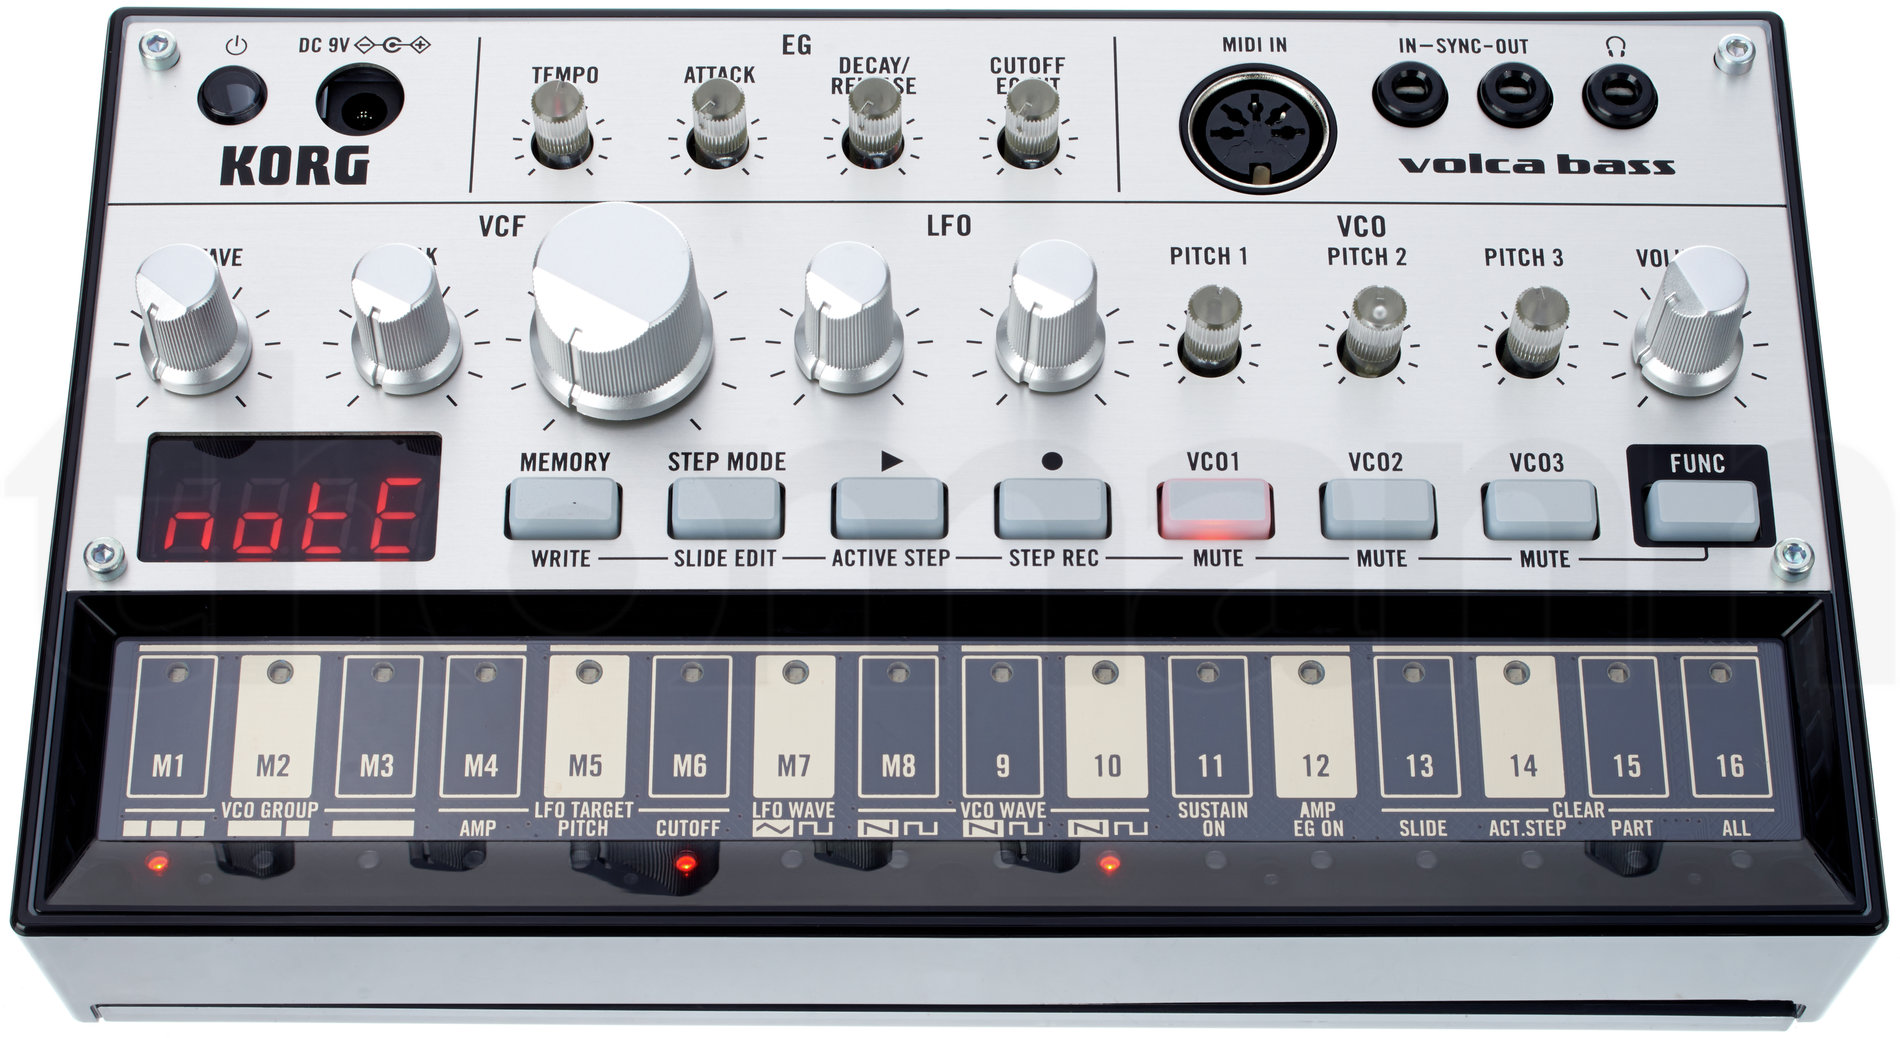 DC 9V
EG
MIDI IN
IN-SYNC-OUT
TEMPO
ATTACK
DECAY/
CUTOFF
KORG
volca bass
VCF
LFO
VCO
PITCH 1
PITCH 2
PITCH 3
notE
MEMORY
STEP MODE
VCO1
VCO2
VCO3
FUNC
WRITE
SLIDE EDIT
ACTIVE STEP
STEP REC
MUTE
MUTE
MUTE
M1 M2 M3 M4 M5 M6 M7 M8 9 10 11 12 13 14 15 16
VCO GROUP
LFO TARGET
AMP PITCH CUTOFF
LFO WAVE
VCO WAVE
SUSTAIN
ON
AMP
EG ON
CLEAR
SLIDE ACT.STEP PART ALL
thomann